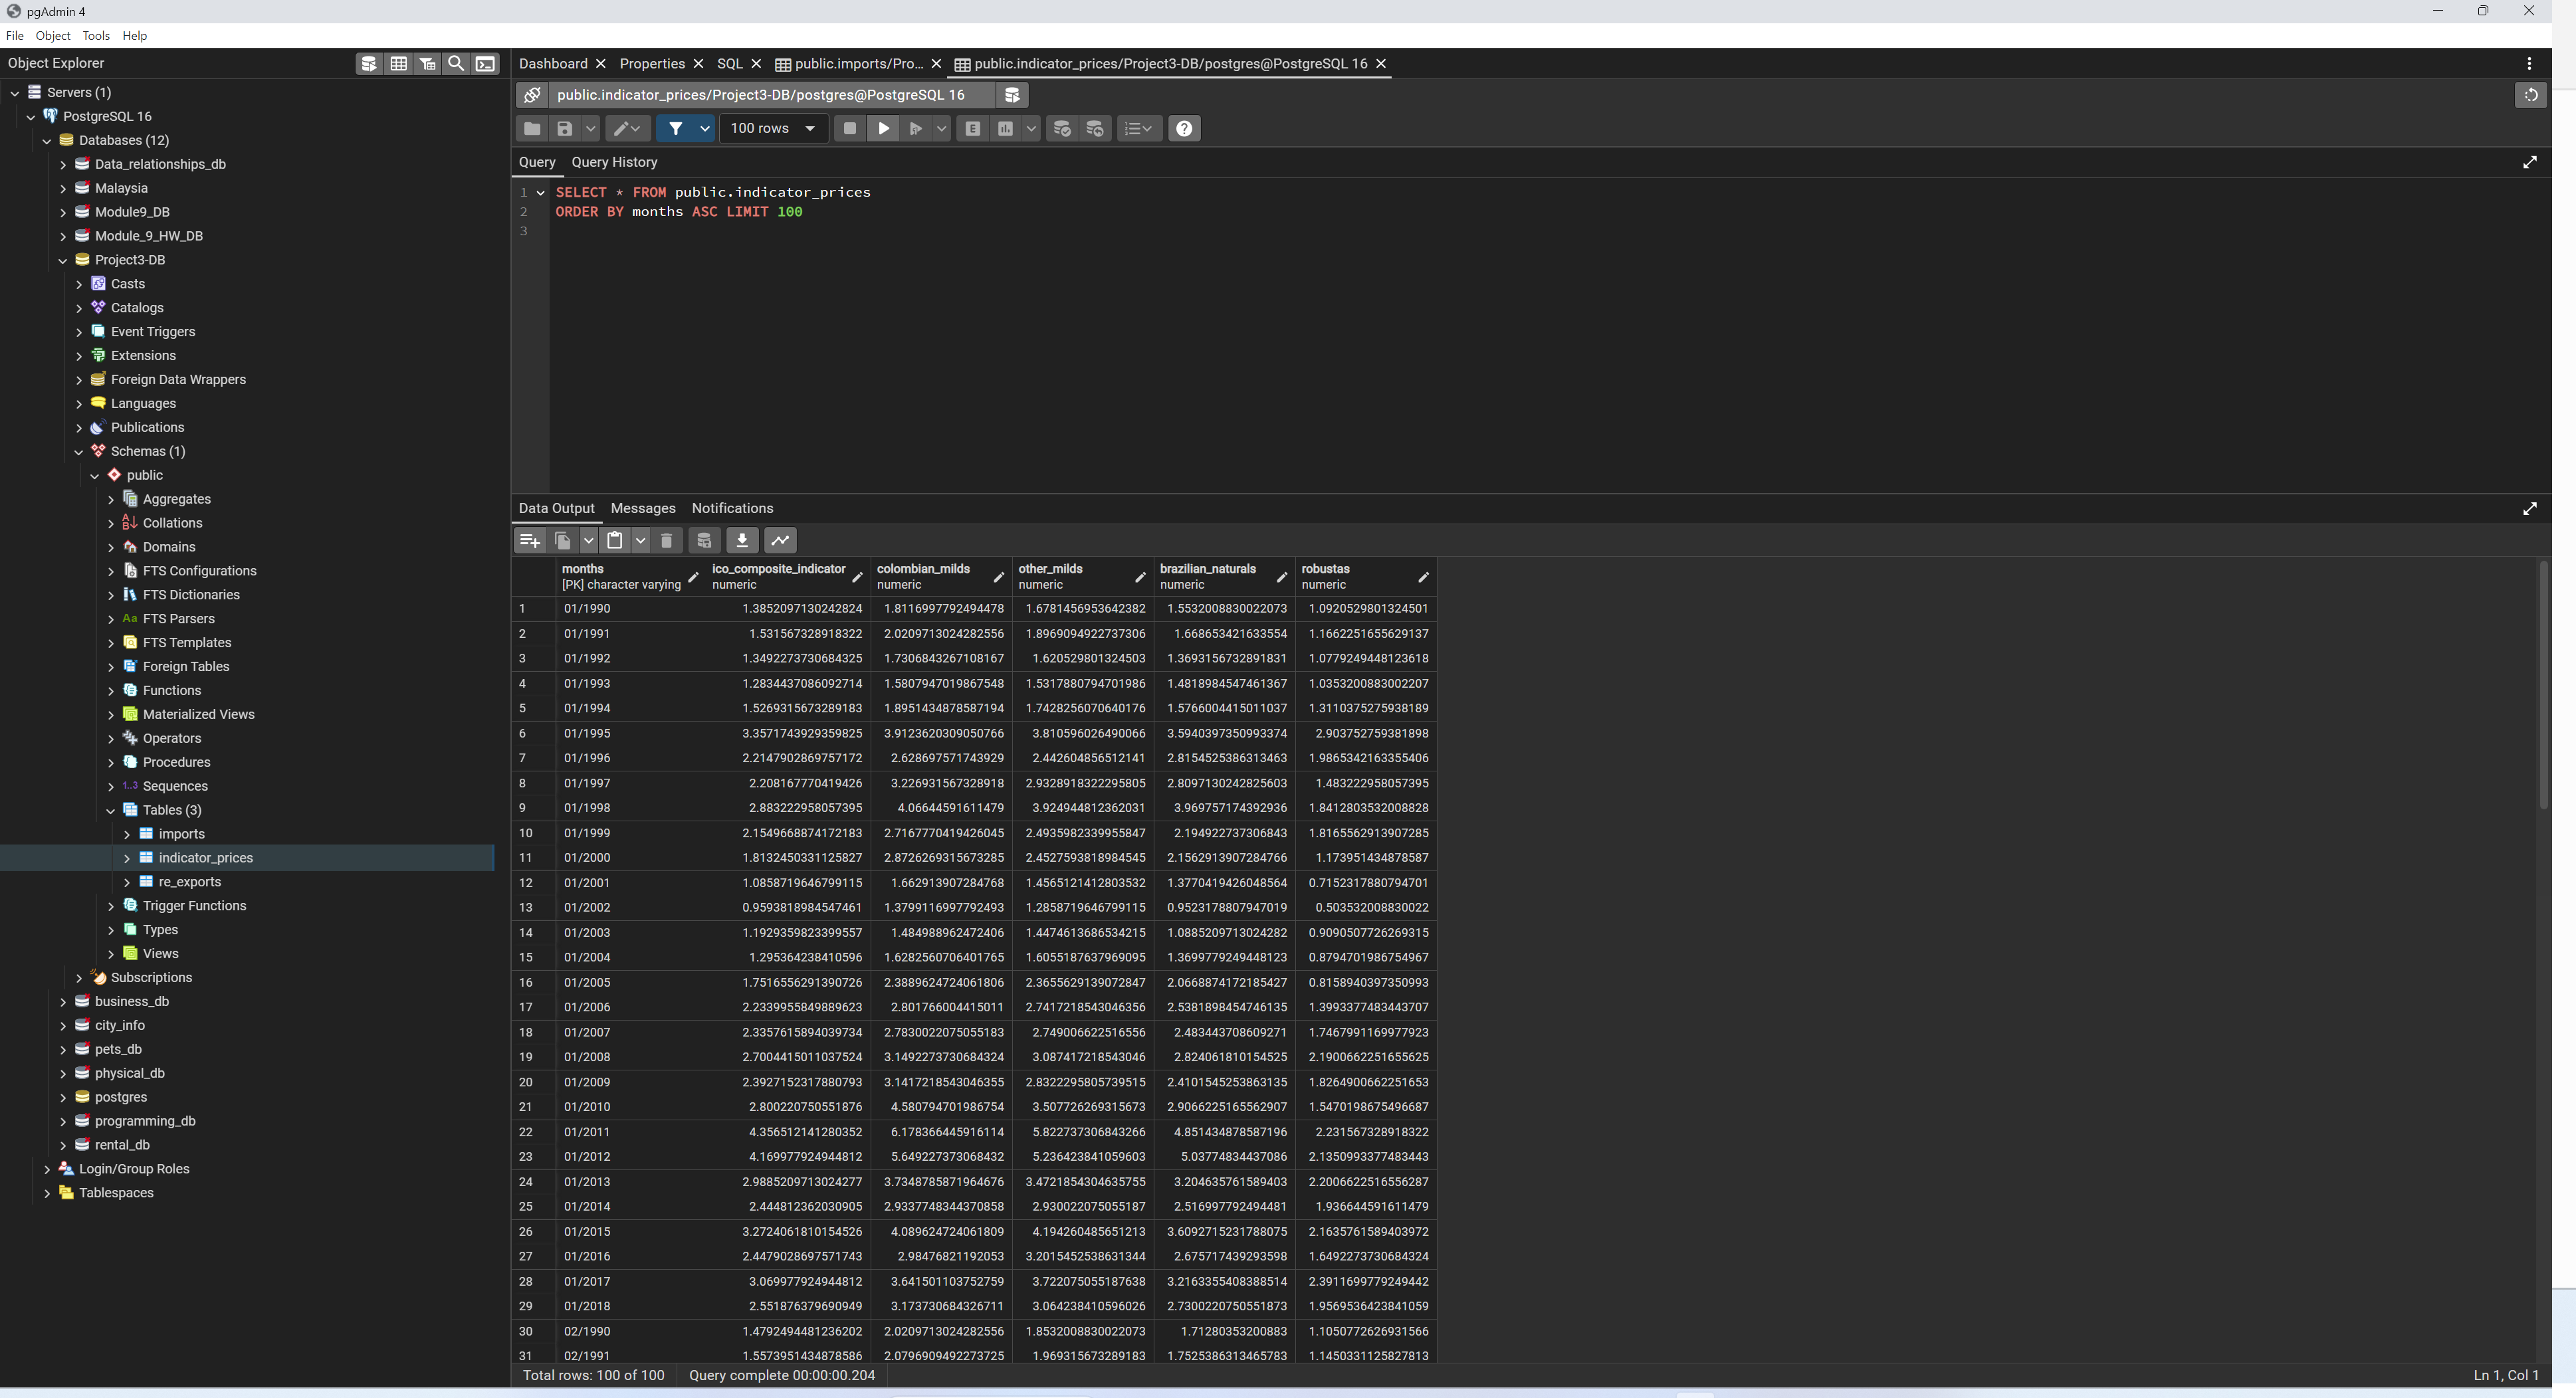 pgAdmin 4
File Object Tools Help
Object Explorer
Servers (1)
PostgreSQL 16
Databases (12)
Data_relationships_db
Malaysia
Module9_DB
Module_9_HW_DB
Project3-DB
Casts
Catalogs
Event Triggers
Extensions
Foreign Data Wrappers
Languages
Publications
Schemas (1)
public
Aggregates
Collations
Domains
FTS Configurations
FTS Dictionaries
Aa FTS Parsers
FTS Templates
Foreign Tables
Functions
Materialized Views
Operators
Procedures
1..3 Sequences
Tables (3)
imports
indicator_prices
re_exports
Trigger Functions
Types
Views
Subscriptions
business_db
city_info
pets_db
physical_db
postgres
programming_db
rental_db
Login/Group Roles
Tablespaces
Dashboard Properties SQL public.imports/Pro... public.indicator_prices/Project3-DB/postgres@PostgreSQL 16
public.indicator_prices/Project3-DB/postgres@PostgreSQL 16
100 rows E
Query Query History
1 SELECT * FROM public.indicator_prices
2 ORDER BY months ASC LIMIT 100
3
Data Output Messages Notifications
months ico_composite_indicator colombian_milds other_milds brazilian_naturals robustas
[PK] character varying numeric numeric numeric numeric numeric
1 01/1990 1.3852097130242824 1.8116997792494478 1.6781456953642382 1.5532008830022073 1.0920529801324501
2 01/1991 1.531567328918322 2.0209713024282556 1.8969094922737306 1.668653421633554 1.1662251655629137
3 01/1992 1.3492273730684325 1.7306843267108167 1.620529801324503 1.3693156732891831 1.0779249448123618
4 01/1993 1.2834437086092714 1.5807947019867548 1.5317880794701986 1.4818984547461367 1.0353200883002207
5 01/1994 1.5269315673289183 1.8951434878587194 1.7428256070640176 1.5766004415011037 1.3110375275938189
6 01/1995 3.3571743929359825 3.9123620309050766 3.810596026490066 3.5940397350993374 2.903752759381898
7 01/1996 2.2147902869757172 2.628697571743929 2.442604856512141 2.8154525386313463 1.9865342163355406
8 01/1997 2.208167770419426 3.226931567328918 2.9328918322295805 2.8097130242825603 1.483222958057395
9 01/1998 2.883222958057395 4.06644591611479 3.924944812362031 3.969757174392936 1.8412803532008828
10 01/1999 2.1549668874172183 2.7167770419426045 2.4935982339955847 2.194922737306843 1.8165562913907285
11 01/2000 1.8132450331125827 2.8726269315673285 2.4527593818984545 2.1562913907284766 1.173951434878587
12 01/2001 1.0858719646799115 1.662913907284768 1.4565121412803532 1.3770419426048564 0.7152317880794701
13 01/2002 0.9593818984547461 1.3799116997792493 1.2858719646799115 0.9523178807947019 0.503532008830022
14 01/2003 1.1929359823399557 1.484988962472406 1.4474613686534215 1.0885209713024282 0.9090507726269315
15 01/2004 1.295364238410596 1.6282560706401765 1.6055187637969095 1.3699779249448123 0.8794701986754967
16 01/2005 1.7516556291390726 2.3889624724061806 2.3655629139072847 2.0668874172185427 0.8158940397350993
17 01/2006 2.2339955849889623 2.801766004415011 2.7417218543046356 2.5381898454746135 1.3993377483443707
18 01/2007 2.3357615894039734 2.7830022075055183 2.749006622516556 2.483443708609271 1.7467991169977923
19 01/2008 2.7004415011037524 3.1492273730684324 3.087417218543046 2.824061810154525 2.1900662251655625
20 01/2009 2.3927152317880793 3.1417218543046355 2.8322295805739515 2.4101545253863135 1.8264900662251653
21 01/2010 2.800220750551876 4.580794701986754 3.507726269315673 2.9066225165562907 1.5470198675496687
22 01/2011 4.356512141280352 6.178366445916114 5.822737306843266 4.851434878587196 2.231567328918322
23 01/2012 4.169977924944812 5.649227373068432 5.236423841059603 5.03774834437086 2.1350993377483443
24 01/2013 2.9885209713024277 3.7348785871964676 3.4721854304635755 3.204635761589403 2.2006622516556287
25 01/2014 2.444812362030905 2.9337748344370858 2.930022075055187 2.516997792494481 1.936644591611479
26 01/2015 3.2724061810154526 4.089624724061809 4.194260485651213 3.6092715231788075 2.1635761589403972
27 01/2016 2.4479028697571743 2.98476821192053 3.2015452538631344 2.675717439293598 1.6492273730684324
28 01/2017 3.069977924944812 3.641501103752759 3.722075055187638 3.2163355408388514 2.3911699779249442
29 01/2018 2.551876379690949 3.173730684326711 3.064238410596026 2.7300220750551873 1.9569536423841059
30 02/1990 1.4792494481236202 2.0209713024282556 1.8532008830022073 1.71280353200883 1.1050772626931566
31 02/1991 1.5573951434878586 2.0796909492273725 1.969315673289183 1.7525386313465783 1.1450331125827813
Total rows: 100 of 100 Query complete 00:00:00.204 Ln 1, Col 1